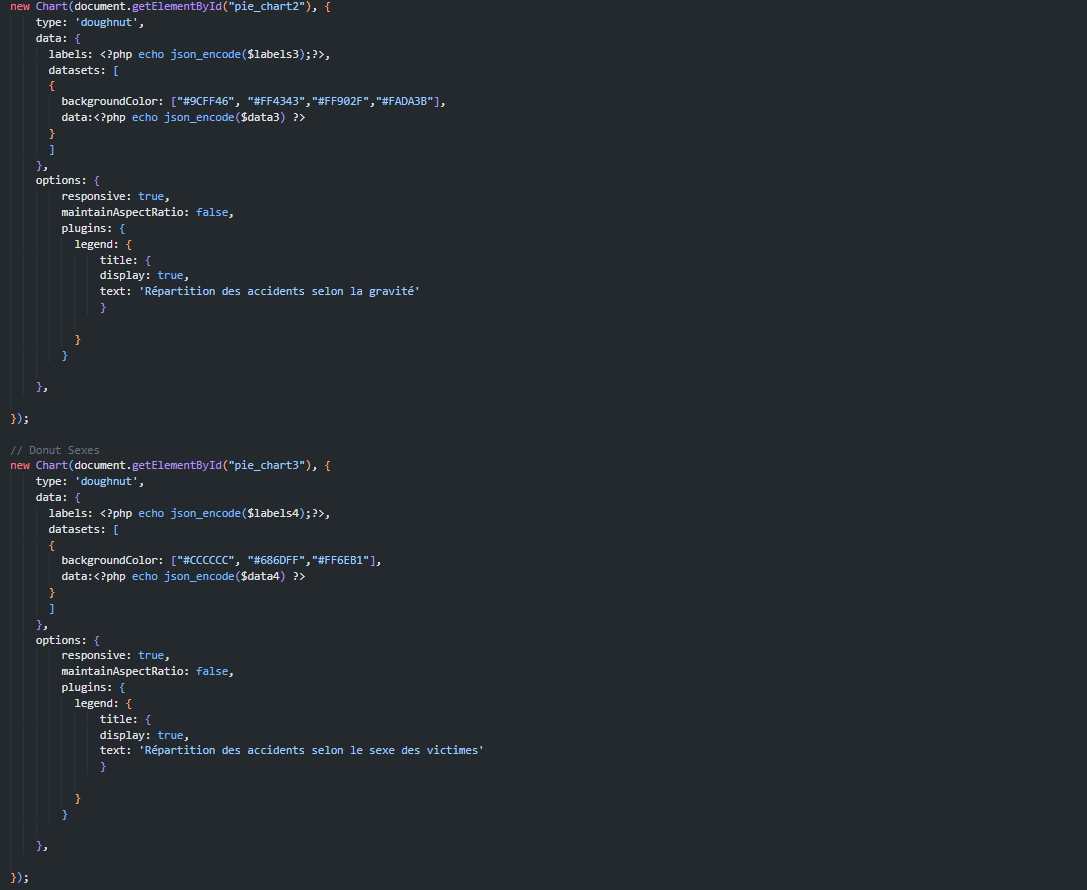 new Chart(document.getElementById("pie_chart2"), {
type: 'doughnut',
data: {
labels: <?php echo json_encode($labels3);?>,
datasets: [
{
backgroundColor: ["#9CFF46", "#FF4343","#FF902F","#FADA3B"],
data:<?php echo json_encode($data3) ?>
}
]
},
options: {
responsive: true,
maintainAspectRatio: false,
plugins: {
legend: {
title: {
display: true,
text: 'Répartition des accidents selon la gravité'
}
}
}
},
});
// Donut Sexes
new Chart(document.getElementById("pie_chart3"), {
type: 'doughnut',
data: {
labels: <?php echo json_encode($labels4);?>,
datasets: [
{
backgroundColor: ["#CCCCCC", "#686DFF","#FF6EB1"],
data:<?php echo json_encode($data4) ?>
}
]
},
options: {
responsive: true,
maintainAspectRatio: false,
plugins: {
legend: {
title: {
display: true,
text: 'Répartition des accidents selon le sexe des victimes'
}
}
}
},
});